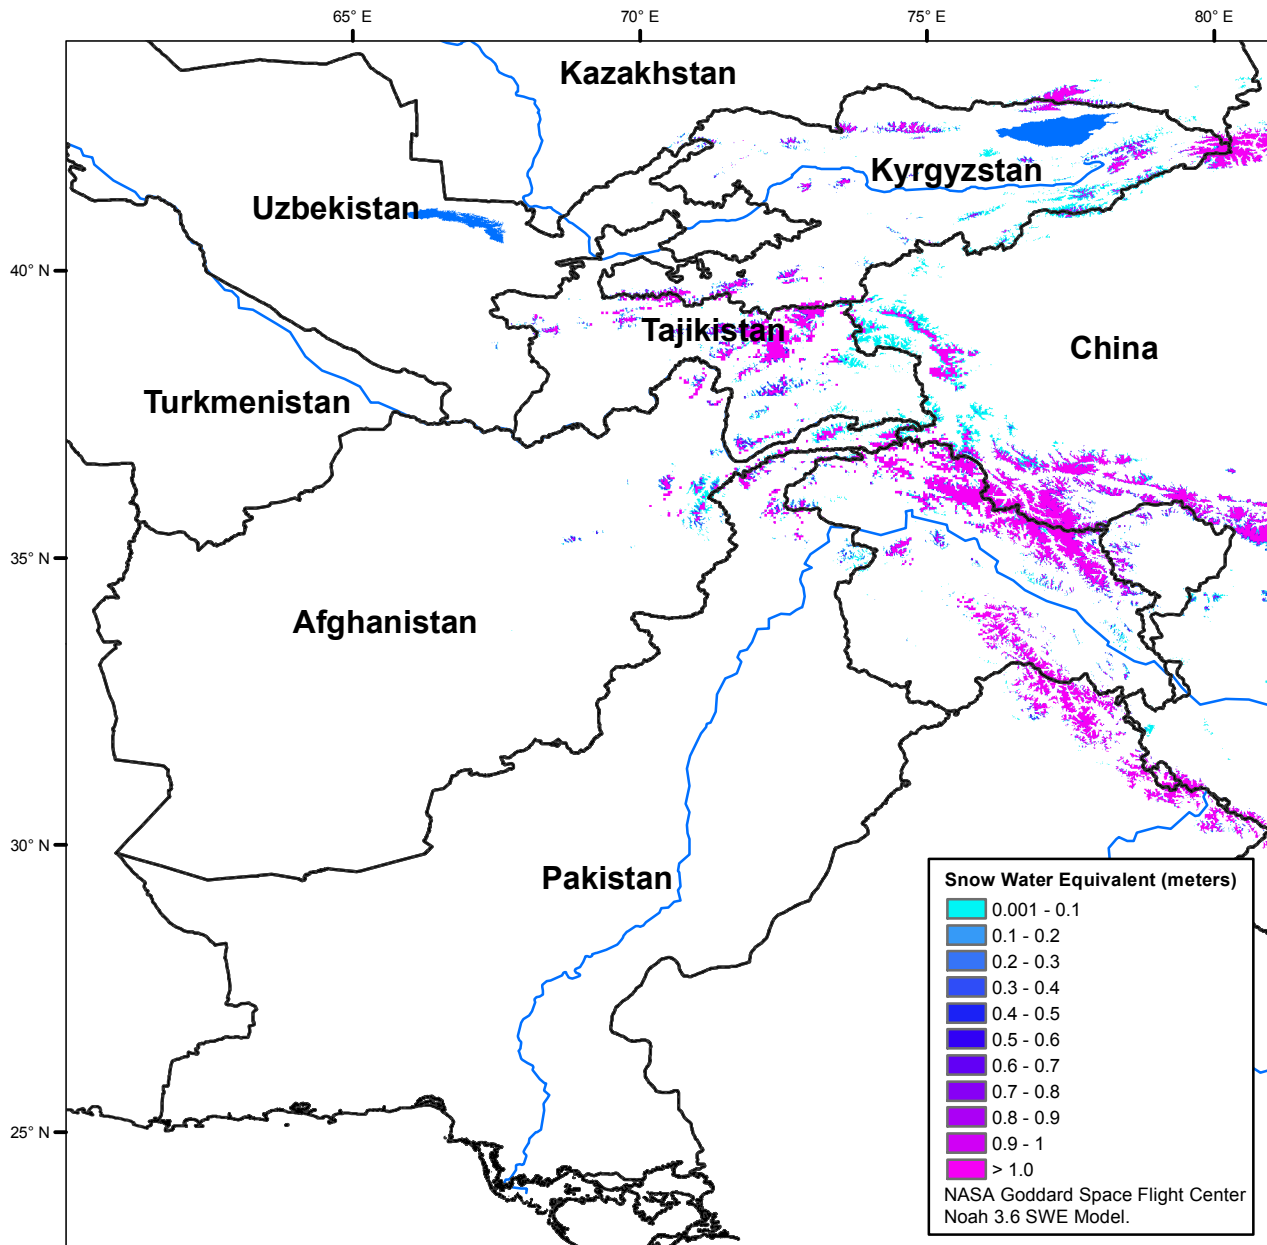 65° E
70° E
75° E
80° E
Kazakhstan
Kyrgyzstan
Uzbekistan
40° N
Tajikistan
China
Turkmenistan
35° N
Afghanistan
30° N
Pakistan
Snow Water Equivalent (meters)
0.001 - 0.1
0.1 - 0.2
0.2 - 0.3
0.3 - 0.4
0.4 - 0.5
0.5 - 0.6
0.6 - 0.7
0.7 - 0.8
0.8 - 0.9
0.9 - 1
> 1.0
NASA Goddard Space Flight Center
Noah 3.6 SWE Model.
25° N